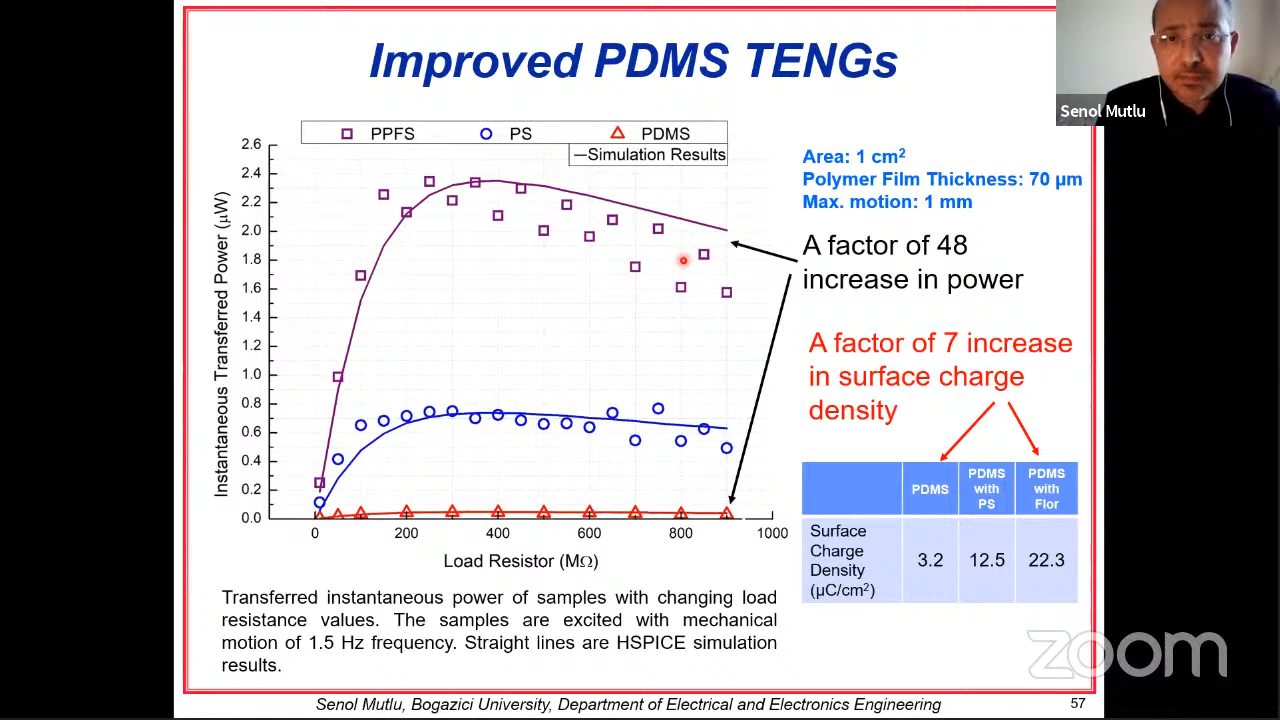 Improved PDMS TENGs
Senol Mutlu
PPFS PS PDMS
—Simulation Results
2.6
2.4
2.2
2.0
1.8
1.6
1.4
1.2
1.0
0.8
0.6
0.4
0.2
0.0
Instantaneous Transferred Power (μW)
0 200 400 600 800 1000
Load Resistor (MΩ)
Area: 1 cm²
Polymer Film Thickness: 70 μm
Max. motion: 1 mm
A factor of 48
increase in power
A factor of 7 increase
in surface charge
density
PDMS
PDMS
with
PS
PDMS
with
Flor
Surface
Charge
Density
(μC/cm²)
3.2 12.5 22.3
Transferred instantaneous power of samples with changing load
resistance values. The samples are excited with mechanical
motion of 1.5 Hz frequency. Straight lines are HSPICE simulation
results.
zoom
Senol Mutlu, Bogazici University, Department of Electrical and Electronics Engineering
57